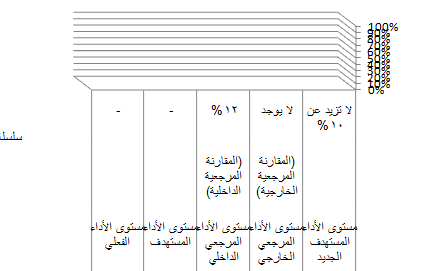 100%
90%
80%
70%
60%
50%
40%
30%
20%
10%
0%
لا تزيد عن
١٠ %
لا يوجد
١٢ %
-
-
(المقارنة
المرجعية
الخارجية)
(المقارنة
المرجعية
الداخلية)
مستوى الأداء
المستهدف
الجديد
مستوى الأداء
المرجعي
الخارجي
مستوى الأداء
المرجعي
الداخلي
مستوى الأداء
المستهدف
مستوى الأداء
الفعلي